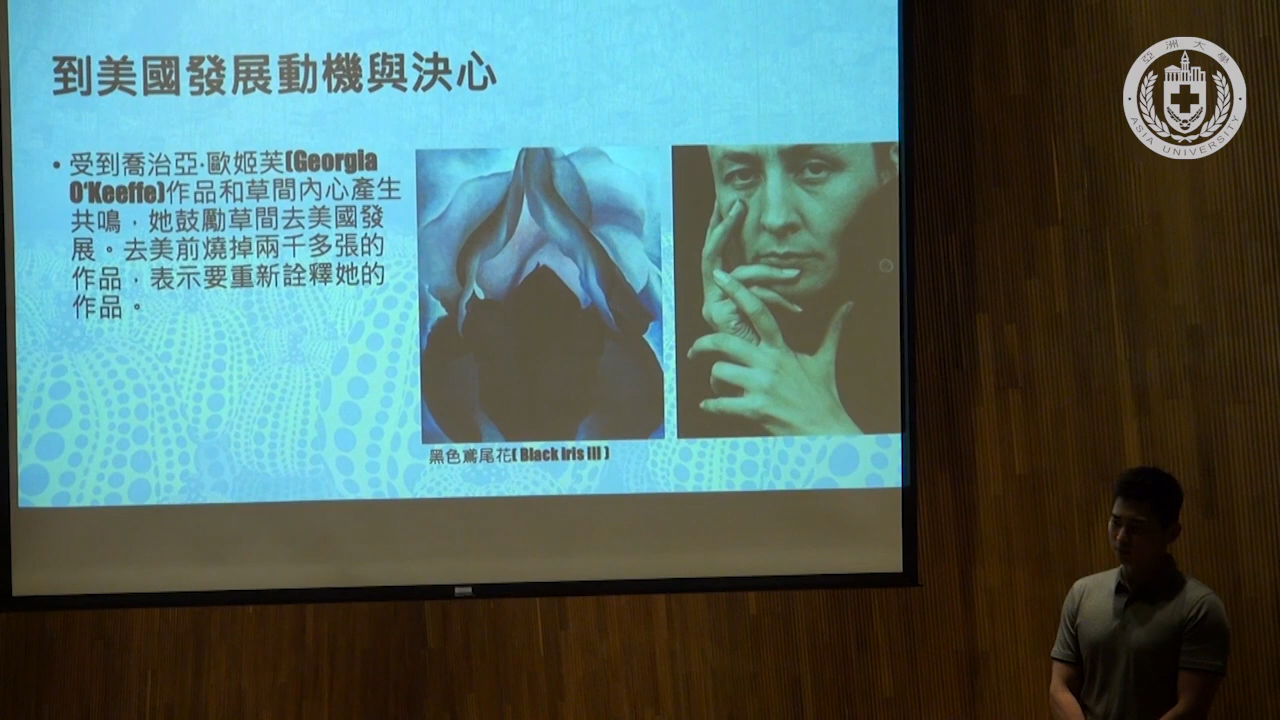 到美國發展動機與決心
• 受到喬治亞·歐姬芙(Georgia
O'Keeffe)作品和草間內心產生
共鳴，她鼓勵草間去美國發
展。去美前燒掉兩千多張的
作品，表示要重新詮釋她的
作品。
黑色鳶尾花( Black Iris III )
亞洲大學
ASIA UNIVERSITY